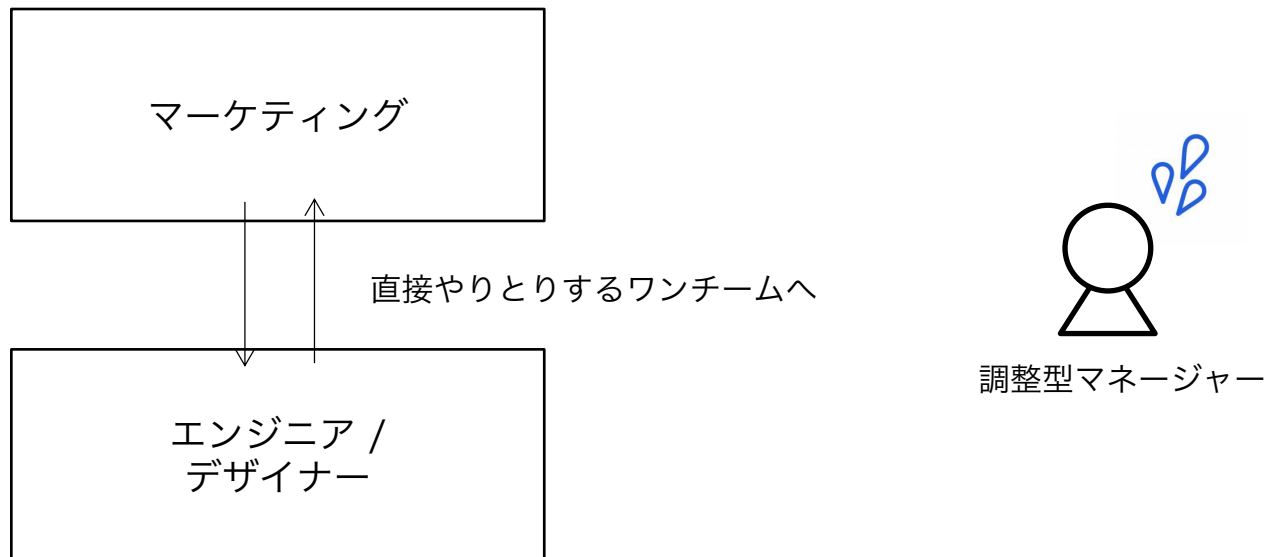 マーケティング
直接やりとりするワンチームへ
調整型マネージャー
エンジニア /
デザイナー